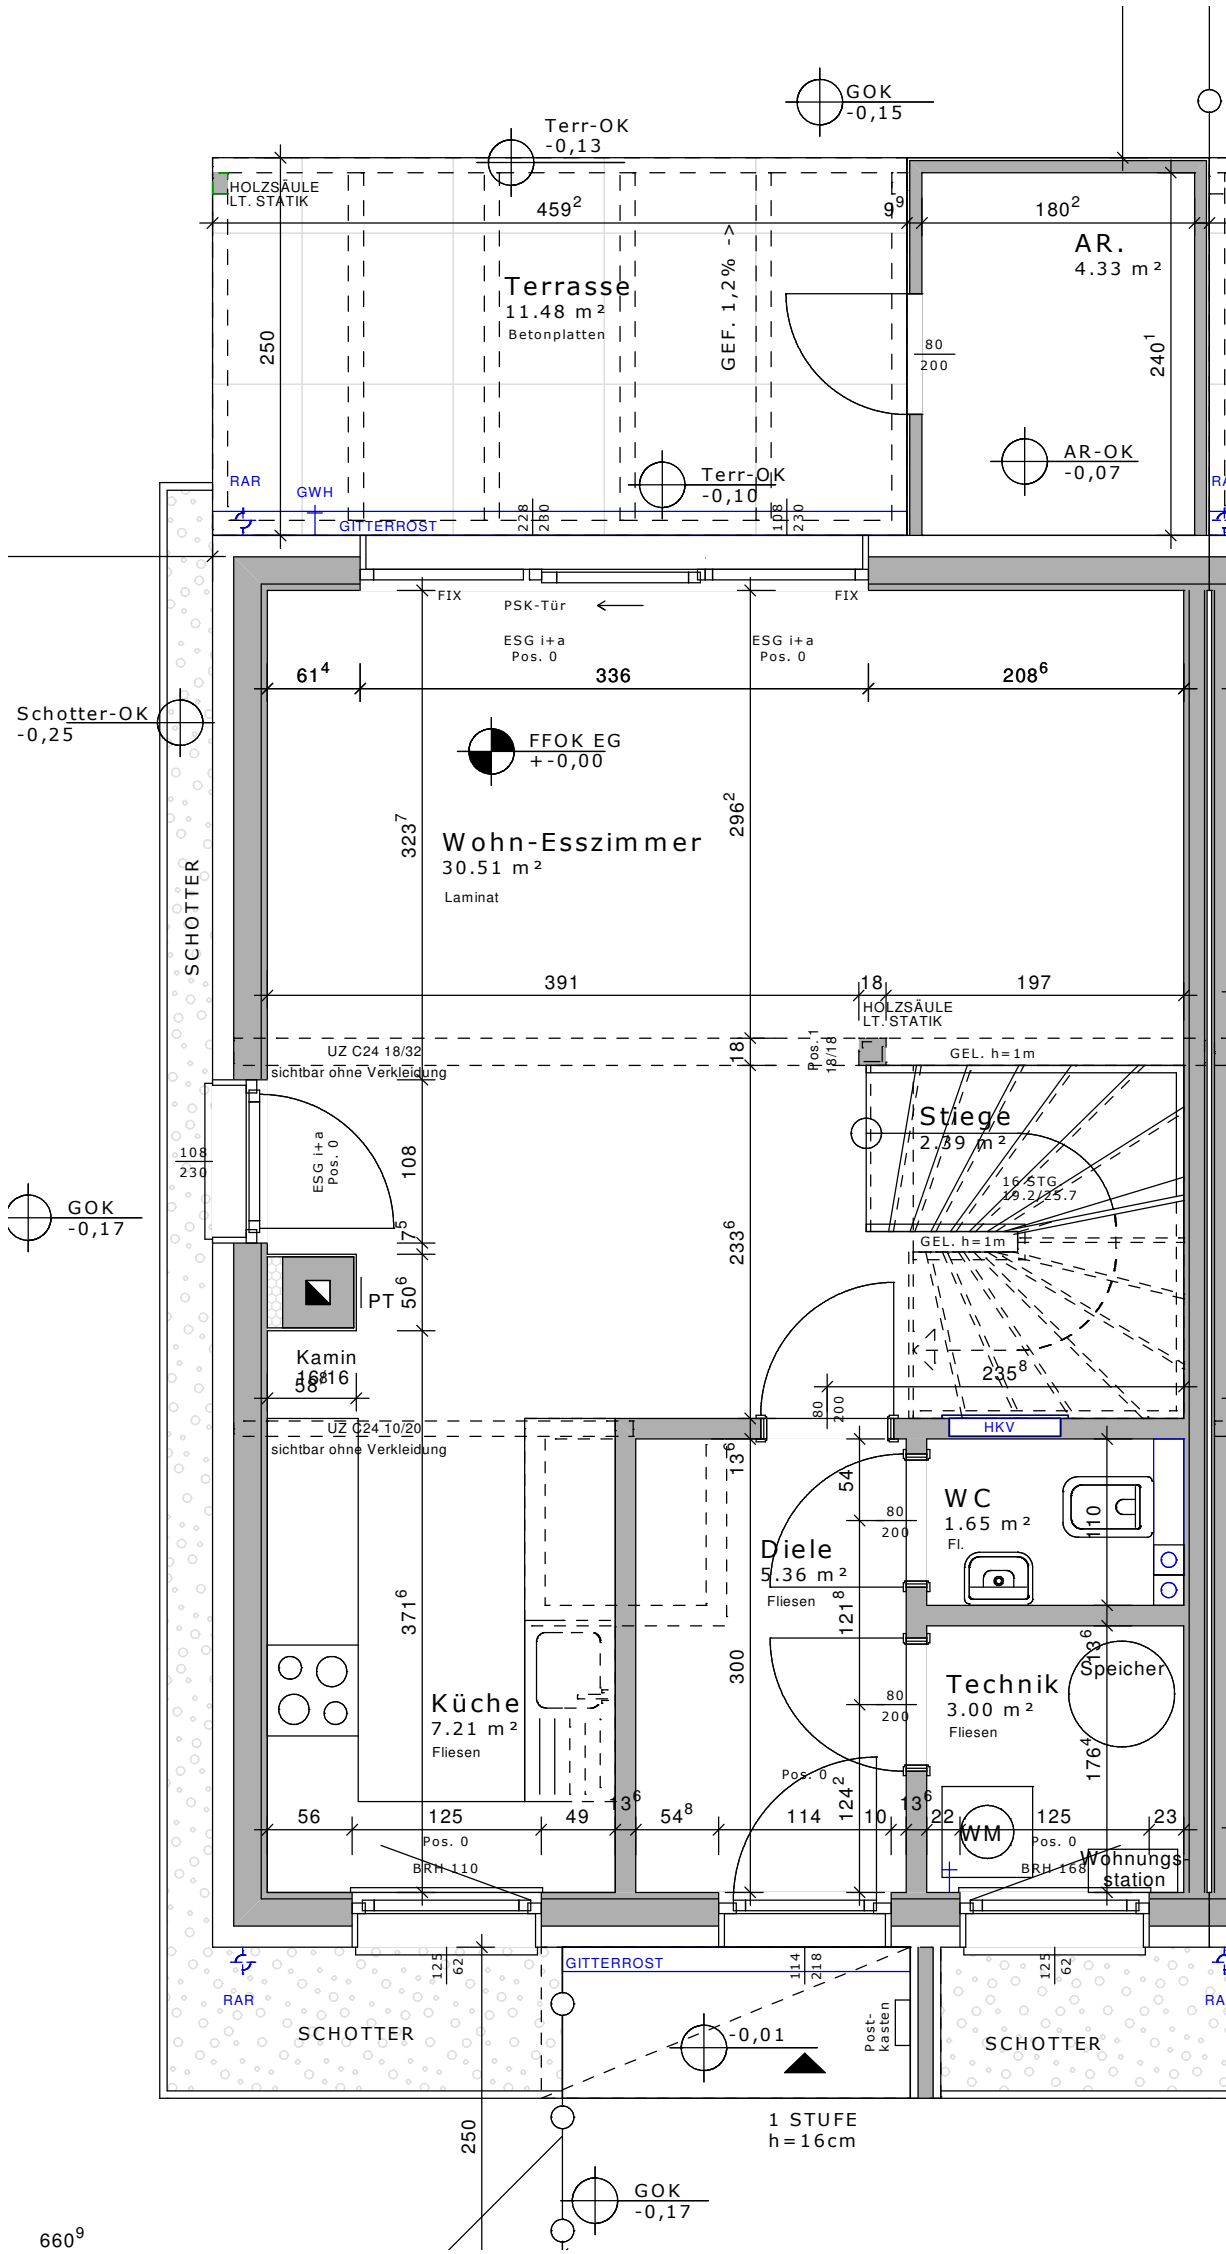 GOK
-0,15
Terr-OK
-0,13
HOLZSÄULE
LT. STATIK
459²
9⁹
180²
AR.
4.33 m²
Terrasse
11.48 m²
Betonplatten
GEF. 1,2% ->
250
80
200
240¹
AR-OK
-0,07
Terr-OK
-0,10
RAR
GWH
GITTERROST
228
230
108
230
RA
FIX
PSK-Tür
FIX
ESG i+a
Pos. 0
ESG i+a
Pos. 0
61⁴
336
208⁶
Schotter-OK
-0,25
FFOK EG
+-0,00
323⁷
296²
Wohn-Esszimmer
30.51 m²
Laminat
SCHOTTER
391
18
197
HOLZSÄULE
LT. STATIK
UZ C24 18/32
sichtbar ohne Verkleidung
18
Pos. 1
18/18
GEL. h=1m
Stiege
2.39 m²
16 STG
19.2/25.7
108
230
ESG i+a
Pos. 0
108
GOK
-0,17
7⁵
233⁶
GEL. h=1m
50⁶
PT
Kamin
16/16
58⁸
235⁸
80
200
UZ C24 10/20
sichtbar ohne Verkleidung
HKV
13⁶
54
WC
1.65 m²
Fl.
110
80
200
Diele
5.36 m²
Fliesen
371⁶
121⁸
300
13⁶
Speicher
Technik
3.00 m²
Fliesen
80
200
Küche
7.21 m²
Fliesen
176⁴
Pos. 0
124²
56
125
49
13⁶
54⁸
114
10
13⁶
22
125
23
Pos. 0
BRH 110
WM
Pos. 0
BRH 168
Wohnungs-
station
125
62
GITTERROST
114
218
125
62
RAR
RA
SCHOTTER
-0,01
Post-
kasten
SCHOTTER
250
1 STUFE
h=16cm
GOK
-0,17
660⁹